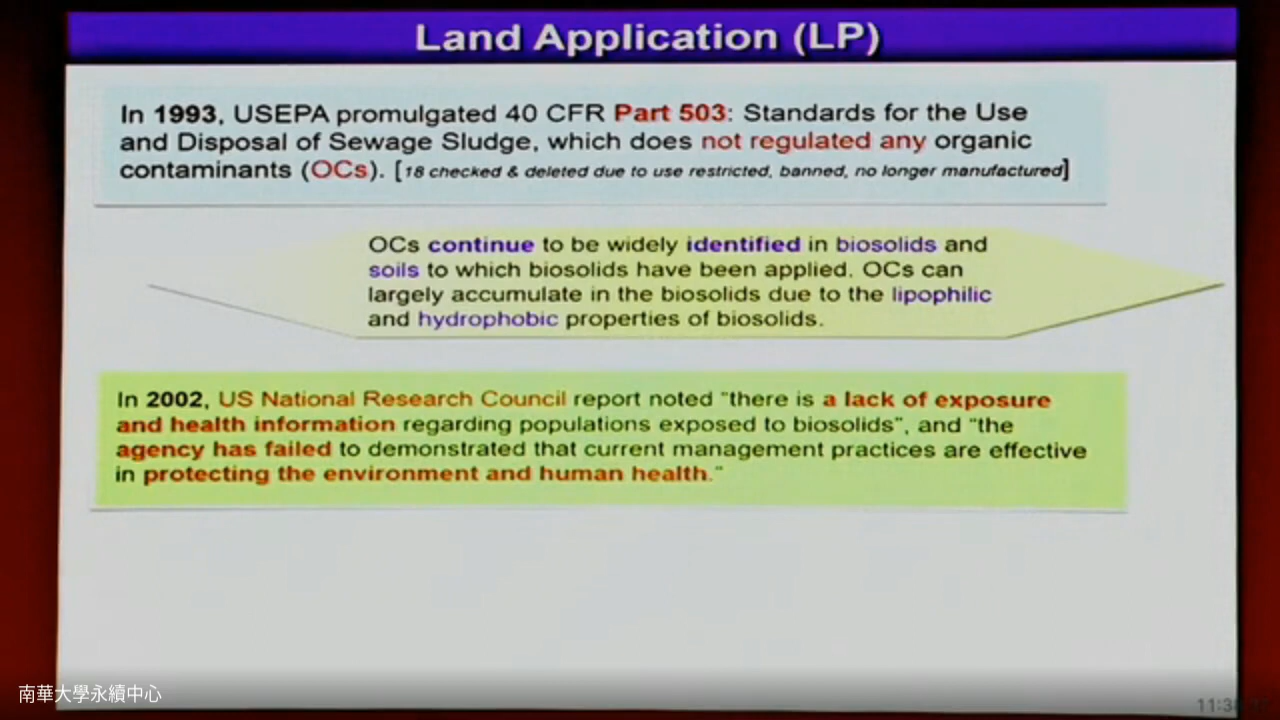 Land Application (LP)
In 1993, USEPA promulgated 40 CFR Part 503: Standards for the Use
and Disposal of Sewage Sludge, which does not regulated any organic
contaminants (OCs). [18 checked & deleted due to use restricted, banned, no longer manufactured]
OCs continue to be widely identified in biosolids and
soils to which biosolids have been applied. OCs can
largely accumulate in the biosolids due to the lipophilic
and hydrophobic properties of biosolids.
In 2002, US National Research Council report noted “there is a lack of exposure
and health information regarding populations exposed to biosolids”, and “the
agency has failed to demonstrated that current management practices are effective
in protecting the environment and human health.”
南華大學永續中心